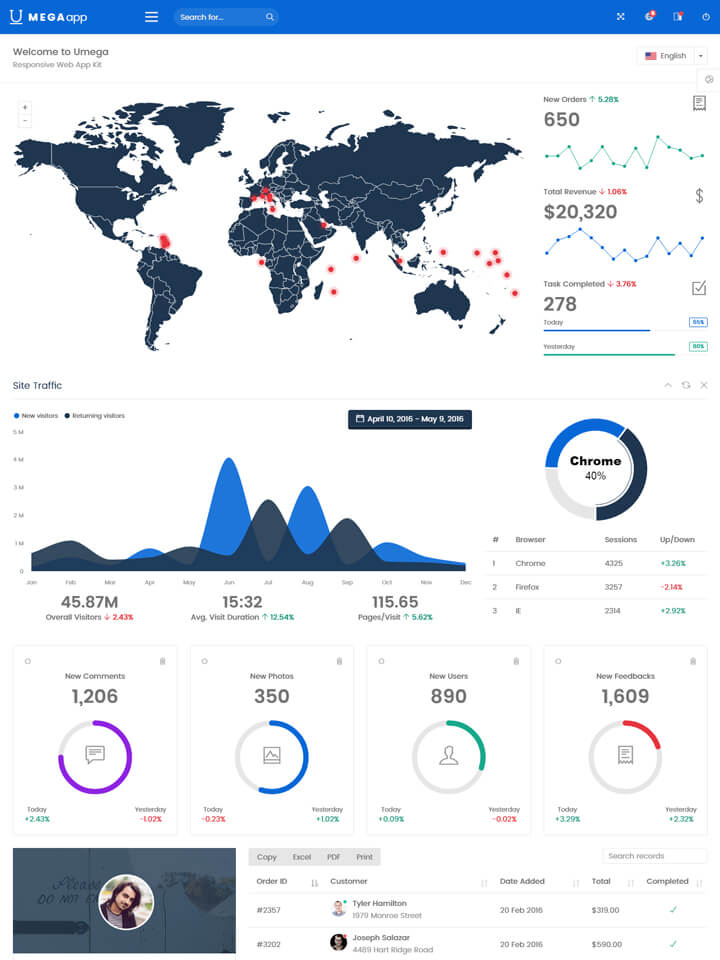 U MEGAapp
Search for...
8
Welcome to Umega
Responsive Web App Kit
English
+
−
New Orders ↑ 5.28%
650
Total Revenue ↓ 1.06%
$20,320
$
Task Completed ↓ 3.76%
278
Today 65%
Yesterday 80%
Site Traffic
New visitors Returning visitors
April 10, 2016 - May 9, 2016
5 M
4 M
3 M
2 M
1 M
0
Jan Feb Mar Apr May Jun Jul Aug Sep Oct Nov Dec
45.87M 15:32 115.65
Overall Visitors ↓ 2.43% Avg. Visit Duration ↑ 12.54% Pages/Visit ↑ 5.62%
Chrome
40%
# Browser Sessions Up/Down
1 Chrome 4325 +3.26%
2 Firefox 3257 -2.14%
3 IE 2314 +2.92%
New Comments
1,206
Today Yesterday
+2.43% -1.02%
New Photos
350
Today Yesterday
-0.23% +1.02%
New Users
890
Today Yesterday
+0.09% -0.02%
New Feedbacks
1,609
Today Yesterday
+3.29% +2.32%
Please
DO NOT EN
Copy Excel PDF Print
Search records
Order ID Customer Date Added Total Completed
#2357 Tyler Hamilton 20 Feb 2016 $319.00 ✓
1979 Monroe Street
#3202 Joseph Salazar 20 Feb 2016 $590.00 ✓
4489 Hart Ridge Road